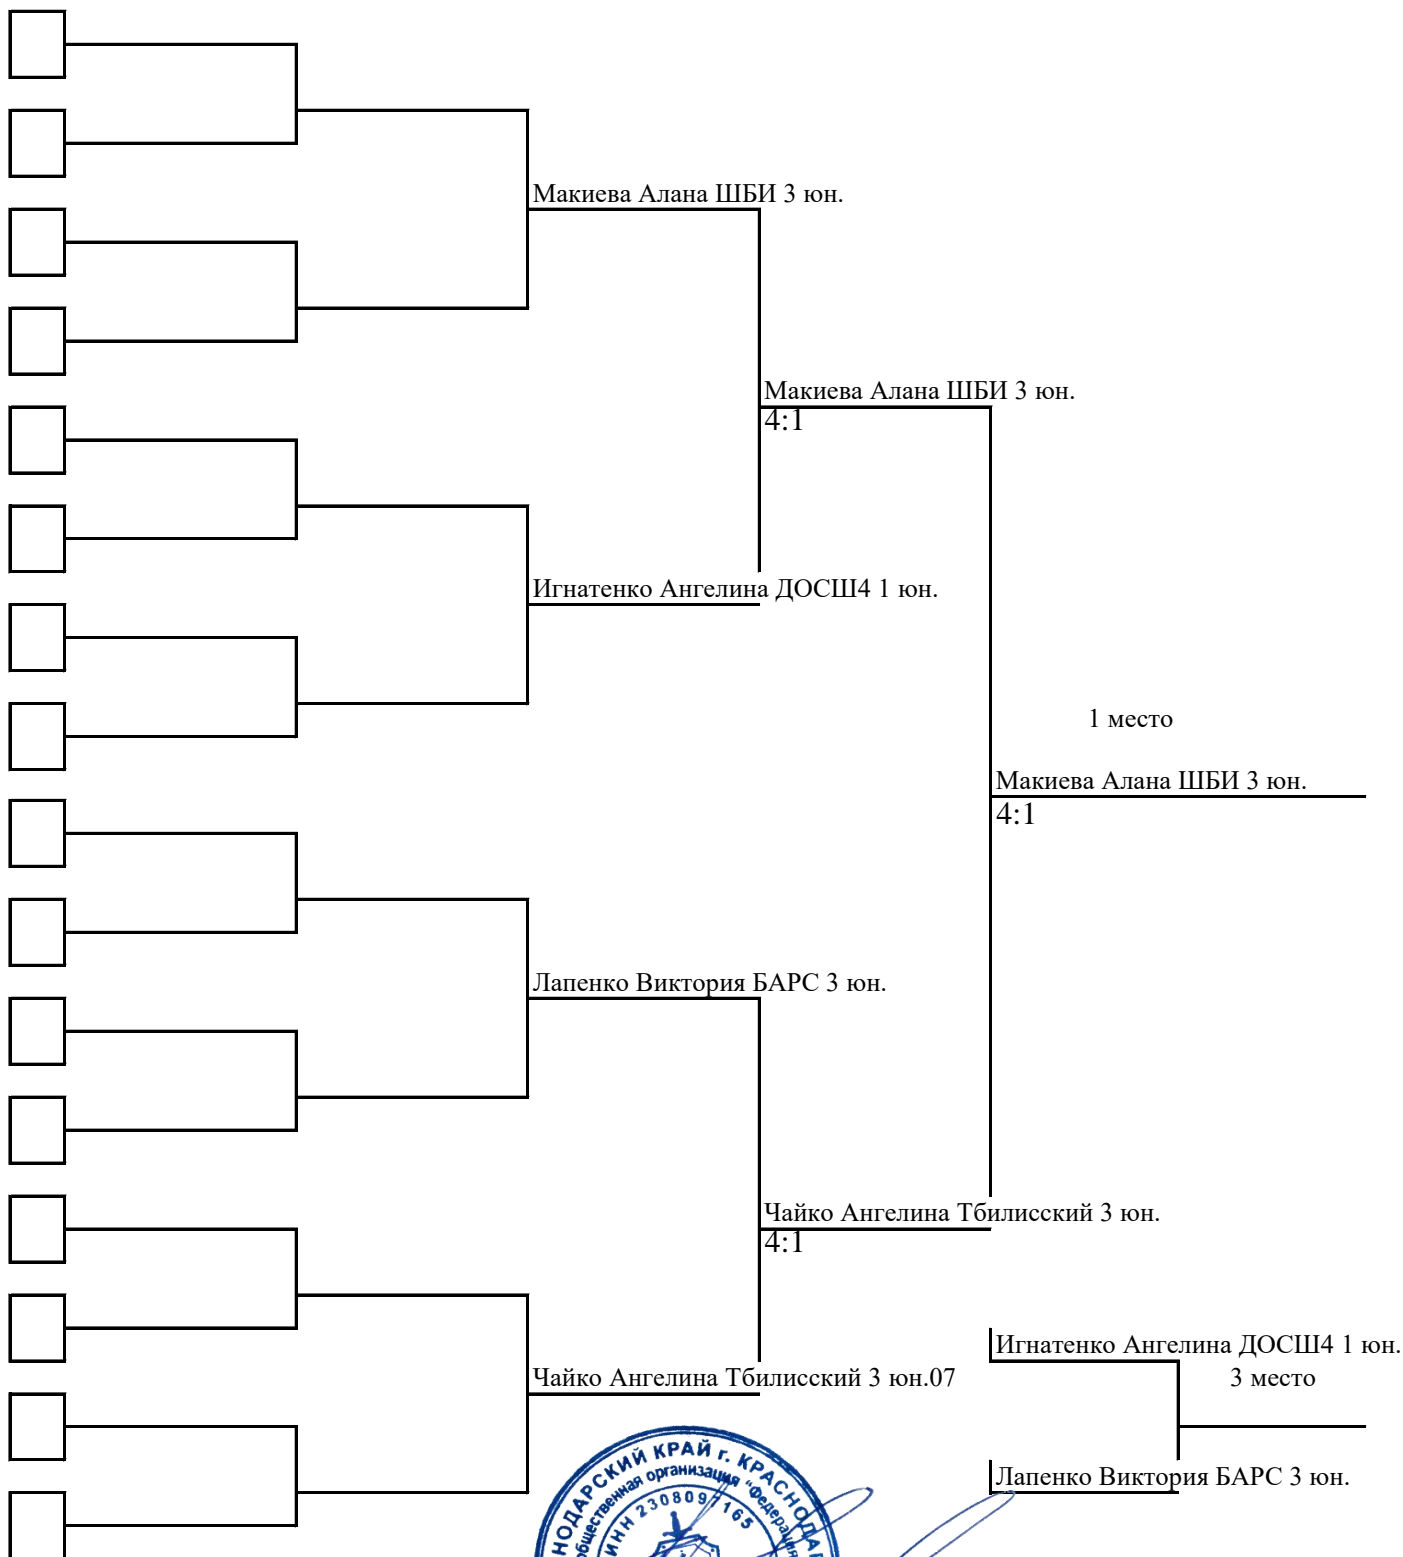 Макиева Алана ШБИ 3 юн.
Макиева Алана ШБИ 3 юн.
4:1
Игнатенко Ангелина ДОСШ4 1 юн.
1 место
Макиева Алана ШБИ 3 юн.
4:1
Лапенко Виктория БАРС 3 юн.
Чайко Ангелина Тбилисский 3 юн.
4:1
Игнатенко Ангелина ДОСШ4 1 юн.
Чайко Ангелина Тбилисский 3 юн.07
3 место
Лапенко Виктория БАРС 3 юн.
КРАЙ г.
общественная организация "Федерация
ИНН 2308097165